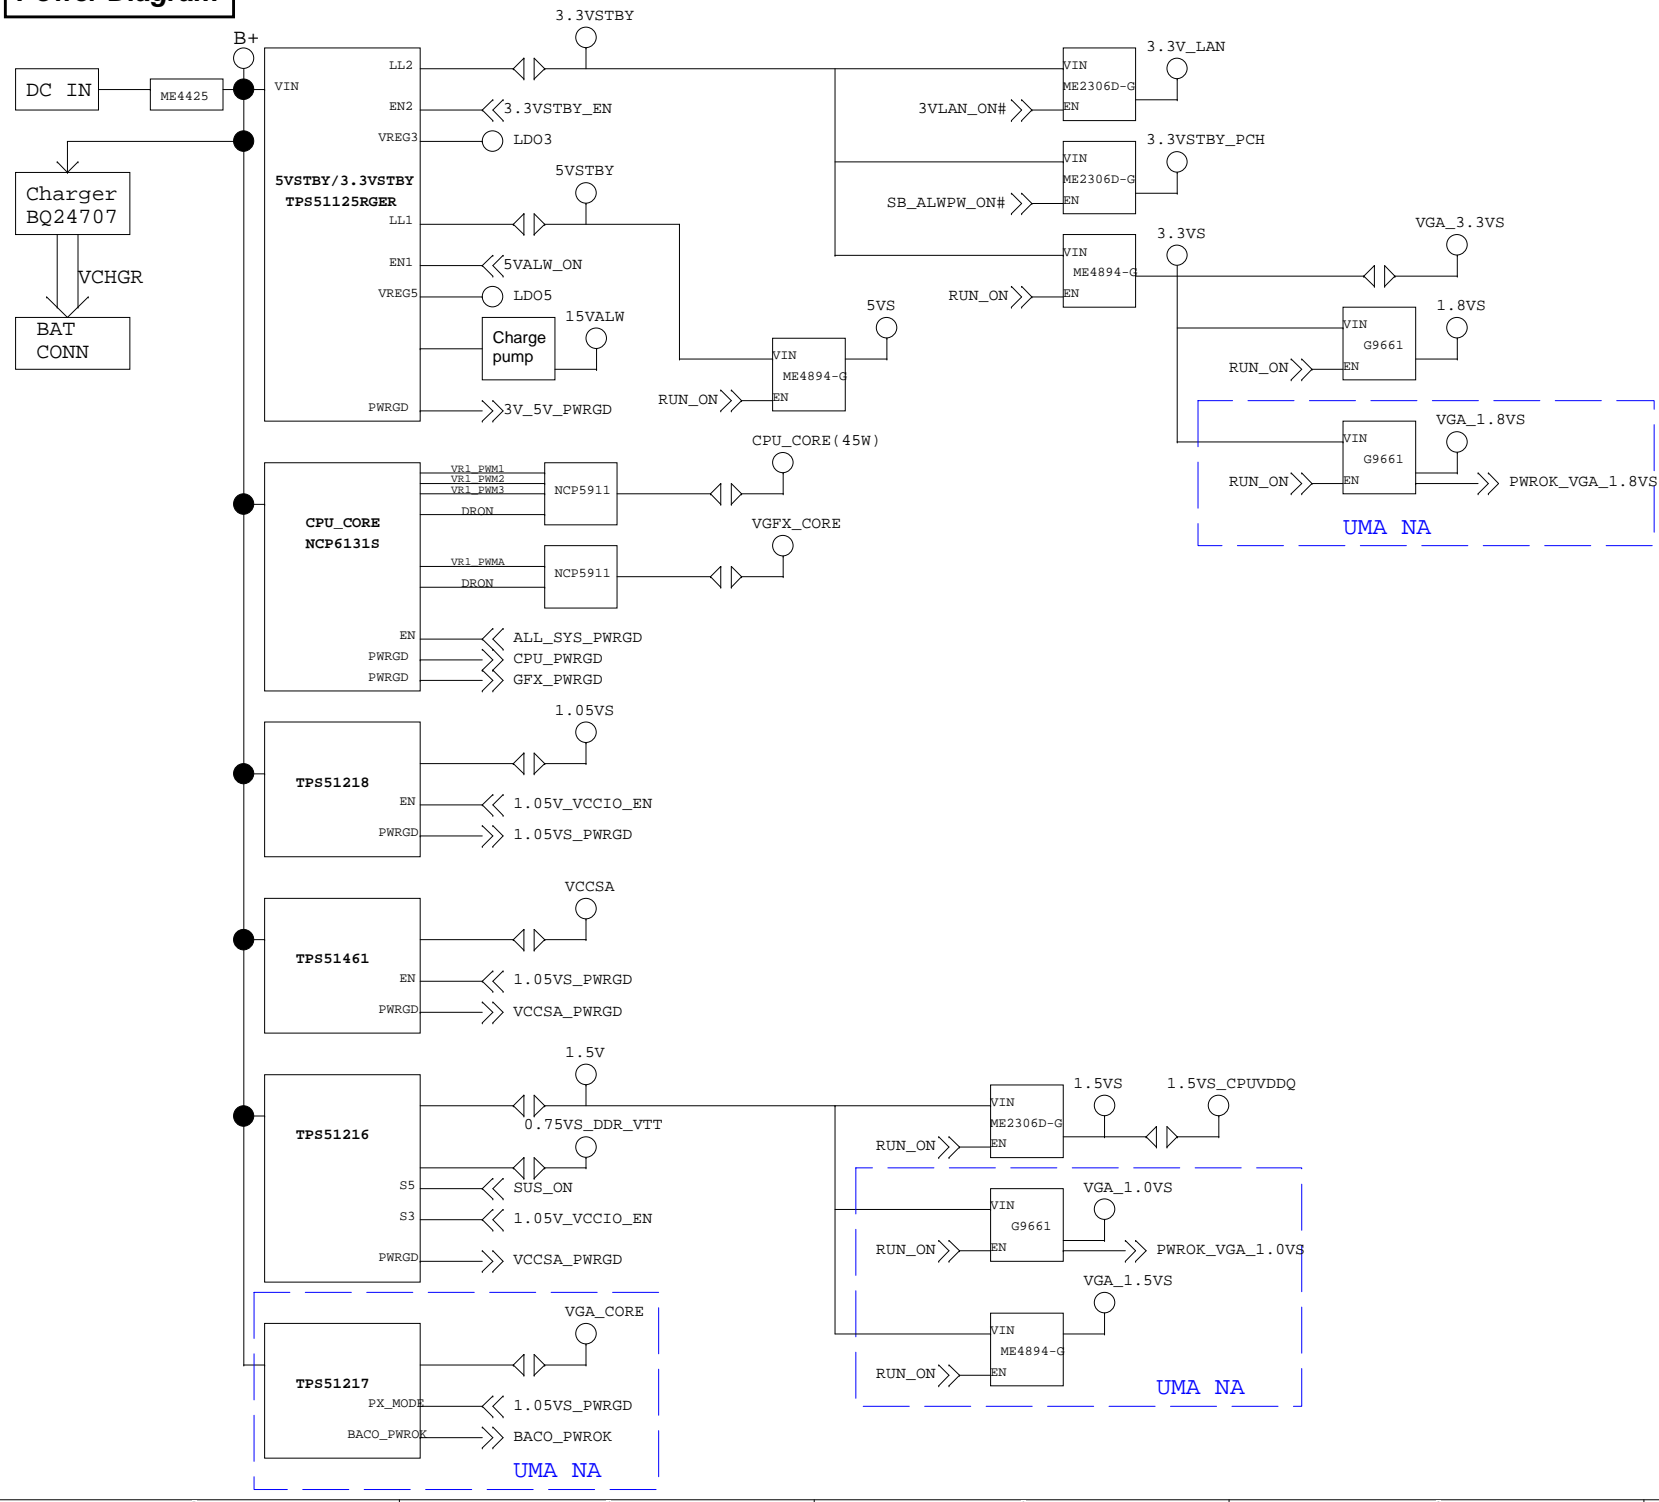 Power Diagram
B+
DC IN
ME4425
VIN
Charger
BQ24707
VCHGR
BAT
CONN
5VSTBY/3.3VSTBY
TPS51125RGER
LL2
3.3VSTBY
EN2
3.3VSTBY_EN
VREG3
LDO3
LL1
5VSTBY
EN1
5VALW_ON
VREG5
LDO5
Charge
pump
15VALW
PWRGD
3V_5V_PWRGD
VIN
ME4894-G
EN
RUN_ON
5VS
VIN
ME2306D-G
EN
3VLAN_ON#
3.3V_LAN
VIN
ME2306D-G
EN
SB_ALWPW_ON#
3.3VSTBY_PCH
VIN
ME4894-G
EN
RUN_ON
3.3VS
VGA_3.3VS
VIN
G9661
EN
RUN_ON
1.8VS
VIN
G9661
EN
RUN_ON
VGA_1.8VS
PWROK_VGA_1.8VS
UMA NA
CPU_CORE
NCP6131S
VR1_PWM1
VR1_PWM2
VR1_PWM3
DRON
NCP5911
CPU_CORE(45W)
VR1_PWMA
DRON
NCP5911
VGFX_CORE
EN
ALL_SYS_PWRGD
PWRGD
CPU_PWRGD
PWRGD
GFX_PWRGD
TPS51218
1.05VS
EN
1.05V_VCCIO_EN
PWRGD
1.05VS_PWRGD
TPS51461
VCCSA
EN
1.05VS_PWRGD
PWRGD
VCCSA_PWRGD
TPS51216
1.5V
0.75VS_DDR_VTT
S5
SUS_ON
S3
1.05V_VCCIO_EN
PWRGD
VCCSA_PWRGD
VIN
ME2306D-G
EN
RUN_ON
1.5VS
1.5VS_CPUVDDQ
VIN
G9661
EN
RUN_ON
VGA_1.0VS
PWROK_VGA_1.0VS
VIN
ME4894-G
EN
RUN_ON
VGA_1.5VS
UMA NA
TPS51217
VGA_CORE
PX_MODE
1.05VS_PWRGD
BACO_PWROK
BACO_PWROK
UMA NA